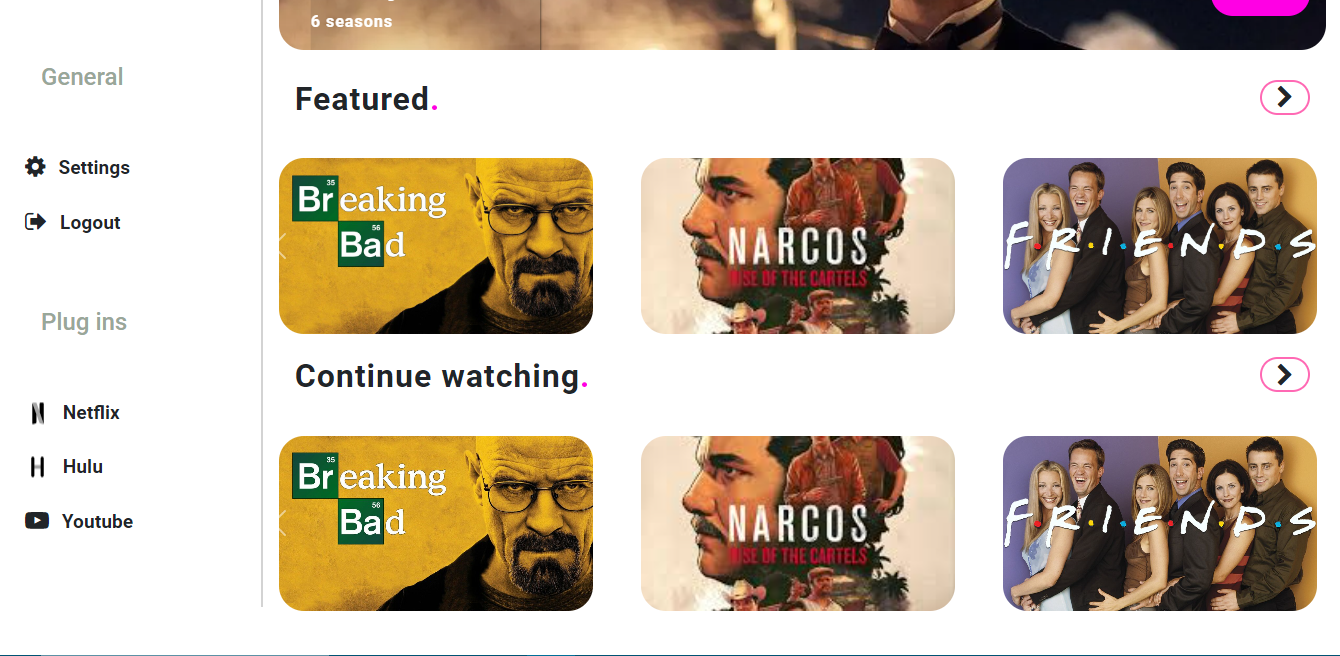 6 seasons
General
Settings
Logout
Plug ins
Netflix
Hulu
Youtube
Featured.
35
Breaking
56
Bad
NARCOS
RISE OF THE CARTELS
F.R.I.E.N.D.S
Continue watching.
35
Breaking
56
Bad
NARCOS
RISE OF THE CARTELS
F.R.I.E.N.D.S